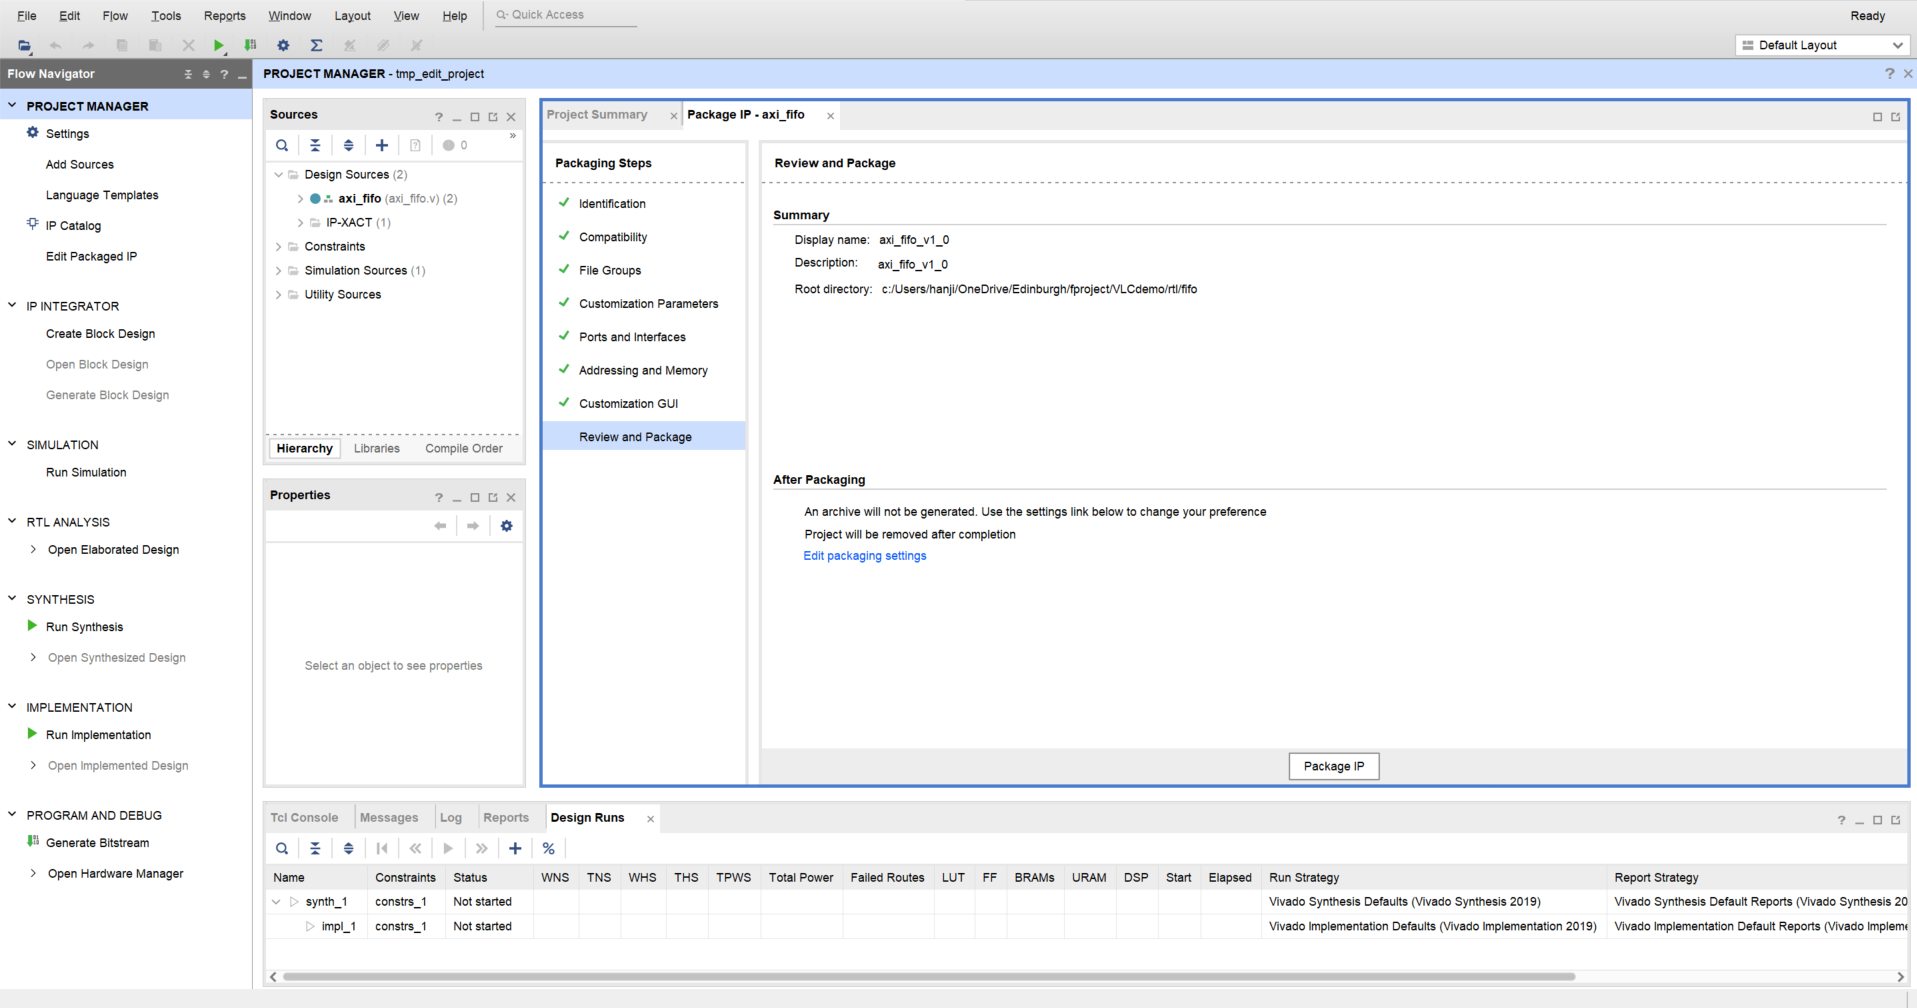 File Edit Flow Tools Reports Window Layout View Help Quick Access Ready
Default Layout
Flow Navigator ? _
PROJECT MANAGER - tmp_edit_project ?
PROJECT MANAGER
Settings
Add Sources
Language Templates
IP Catalog
Edit Packaged IP
IP INTEGRATOR
Create Block Design
Open Block Design
Generate Block Design
SIMULATION
Run Simulation
RTL ANALYSIS
Open Elaborated Design
SYNTHESIS
Run Synthesis
Open Synthesized Design
IMPLEMENTATION
Run Implementation
Open Implemented Design
PROGRAM AND DEBUG
Generate Bitstream
Open Hardware Manager
Sources
0
Design Sources (2)
axi_fifo (axi_fifo.v) (2)
IP-XACT (1)
Constraints
Simulation Sources (1)
Utility Sources
Hierarchy Libraries Compile Order
Properties
Select an object to see properties
Project Summary Package IP - axi_fifo
Packaging Steps
Identification
Compatibility
File Groups
Customization Parameters
Ports and Interfaces
Addressing and Memory
Customization GUI
Review and Package
Review and Package
Summary
Display name: axi_fifo_v1_0
Description: axi_fifo_v1_0
Root directory: c:/Users/hanji/OneDrive/Edinburgh/fproject/VLCdemo/rtl/fifo
After Packaging
An archive will not be generated. Use the settings link below to change your preference
Project will be removed after completion
Edit packaging settings
Package IP
Tcl Console Messages Log Reports Design Runs
%
Name Constraints Status WNS TNS WHS THS TPWS Total Power Failed Routes LUT FF BRAMs URAM DSP Start Elapsed Run Strategy Report Strategy
synth_1 constrs_1 Not started Vivado Synthesis Defaults (Vivado Synthesis 2019) Vivado Synthesis Default Reports (Vivado Synthesis 20
impl_1 constrs_1 Not started Vivado Implementation Defaults (Vivado Implementation 2019) Vivado Implementation Default Reports (Vivado Impleme